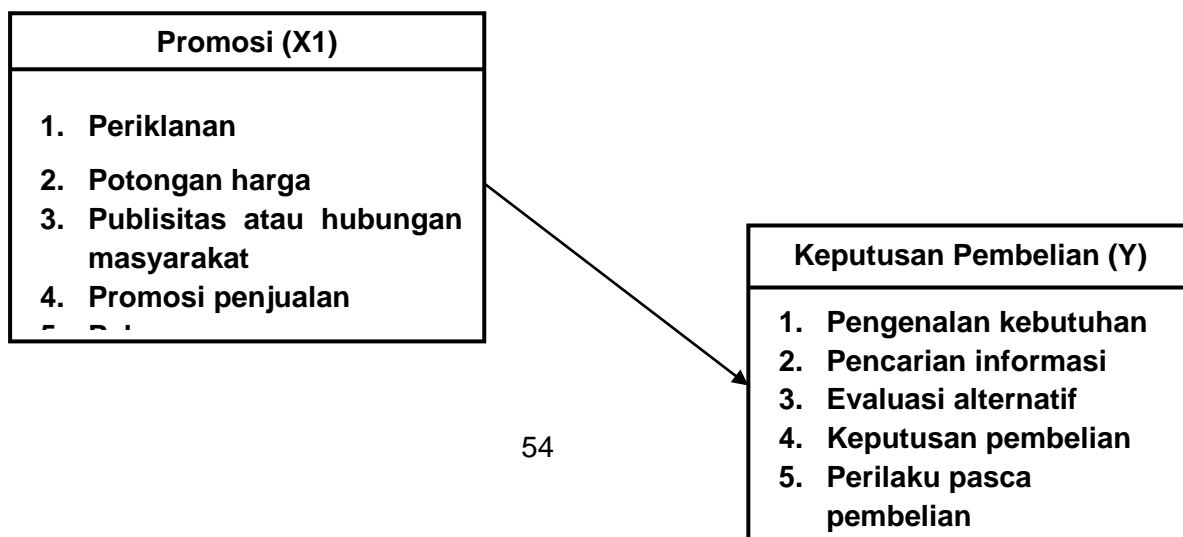 Promosi (X1)
1. Periklanan
2. Potongan harga
3. Publisitas atau hubungan
masyarakat
4. Promosi penjualan
Keputusan Pembelian (Y)
1. Pengenalan kebutuhan
2. Pencarian informasi
3. Evaluasi alternatif
4. Keputusan pembelian
5. Perilaku pasca
pembelian
54